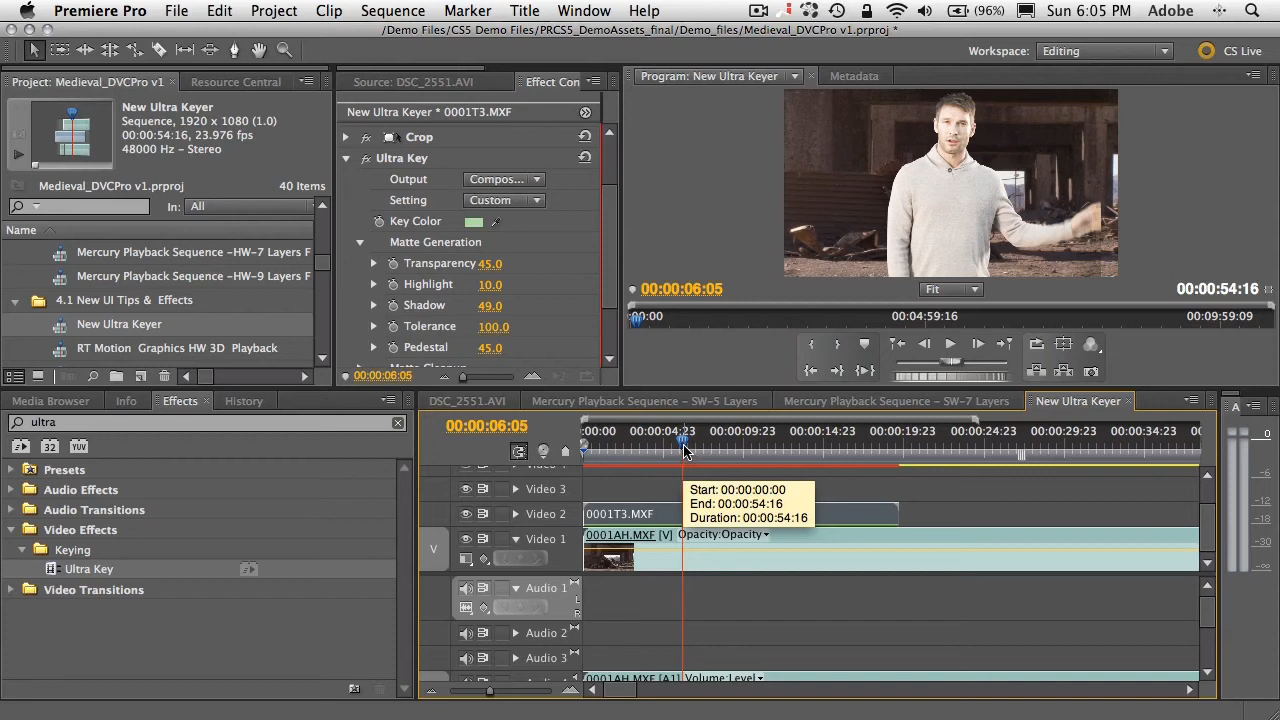 Premiere Pro File Edit Project Clip Sequence Marker Title Window Help (96%) Sun 6:05 PM Adobe
/Demo Files/CS5 Demo Files/PRCS5_DemoAssets_final/Demo_files/Medieval_DVCPro v1.prproj *
Workspace: Editing CS Live
Project: Medieval_DVCPro v1 Resource Central
New Ultra Keyer
Sequence, 1920 x 1080 (1.0)
00:00:54:16, 23.976 fps
48000 Hz - Stereo
Medieval_DVCPro v1.prproj 40 Items
In: All
Name
Mercury Playback Sequence -HW-7 Layers F
Mercury Playback Sequence -HW-9 Layers F
4.1 New UI Tips & Effects
New Ultra Keyer
RT Motion Graphics HW 3D Playback
Source: DSC_2551.AVI Effect Con
New Ultra Keyer * 0001T3.MXF
fx Crop
fx Ultra Key
Output Compos...
Setting Custom
Key Color
Matte Generation
Transparency 45.0
Highlight 10.0
Shadow 49.0
Tolerance 100.0
Pedestal 45.0
00:00:06:05
Program: New Ultra Keyer Metadata
00:00:06:05 Fit 00:00:54:16
:00:00 00:04:59:16 00:09:59:09
Media Browser Info Effects History
ultra
32 YUV
Presets
Audio Effects
Audio Transitions
Video Effects
Keying
Ultra Key
Video Transitions
DSC_2551.AVI Mercury Playback Sequence - SW-5 Layers Mercury Playback Sequence - SW-7 Layers New Ultra Keyer
00:00:06:05
:00:00 00:00:04:23 00:00:09:23 00:00:14:23 00:00:19:23 00:00:24:23 00:00:29:23 00:00:34:23
Video 3
Start: 00:00:00:00
End: 00:00:54:16
Duration: 00:00:54:16
Video 2 0001T3.MXF
V Video 1 0001AH.MXF [V] Opacity:Opacity
Audio 1
L
R
Audio 2
Audio 3
0001AH.MXF [A1] Volume:Level
A
0
-6
-12
-18
-30